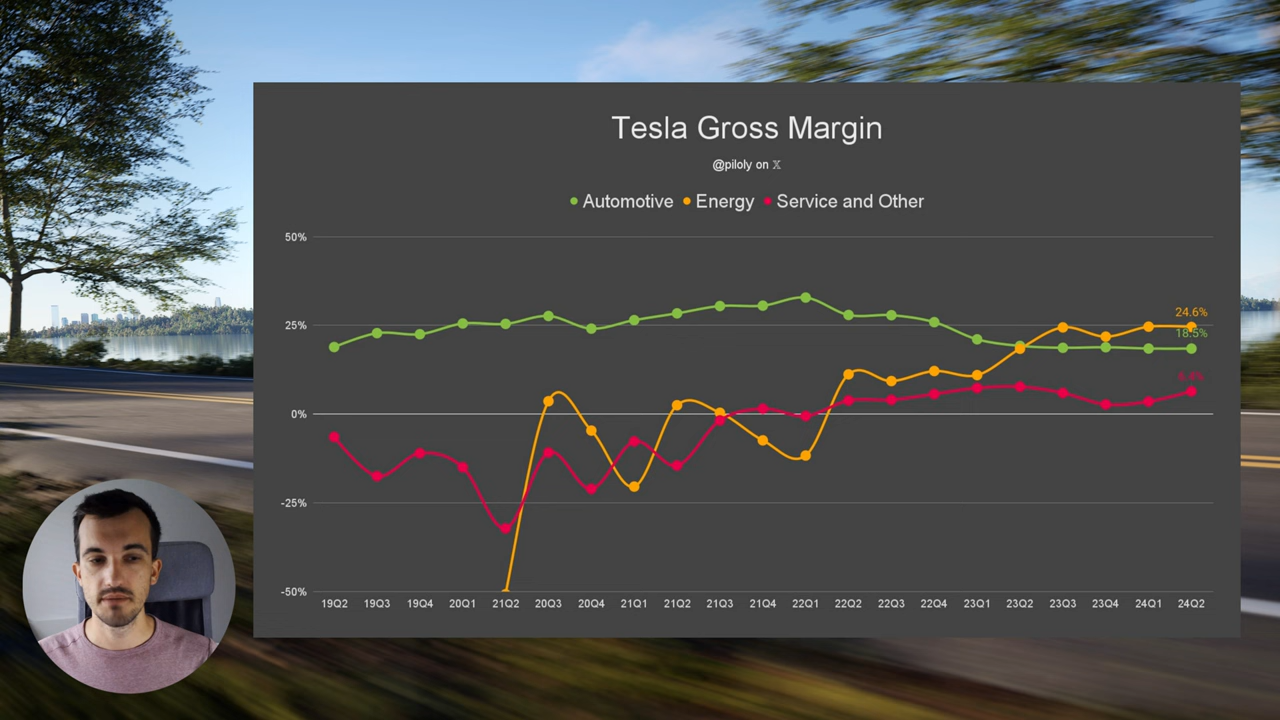 Tesla Gross Margin
@piloly on 𝕏
Automotive Energy Service and Other
50%
25%
0%
-25%
-50%
24.6%
18.5%
6.4%
19Q2 19Q3 19Q4 20Q1 21Q2 20Q3 20Q4 21Q1 21Q2 21Q3 21Q4 22Q1 22Q2 22Q3 22Q4 23Q1 23Q2 23Q3 23Q4 24Q1 24Q2